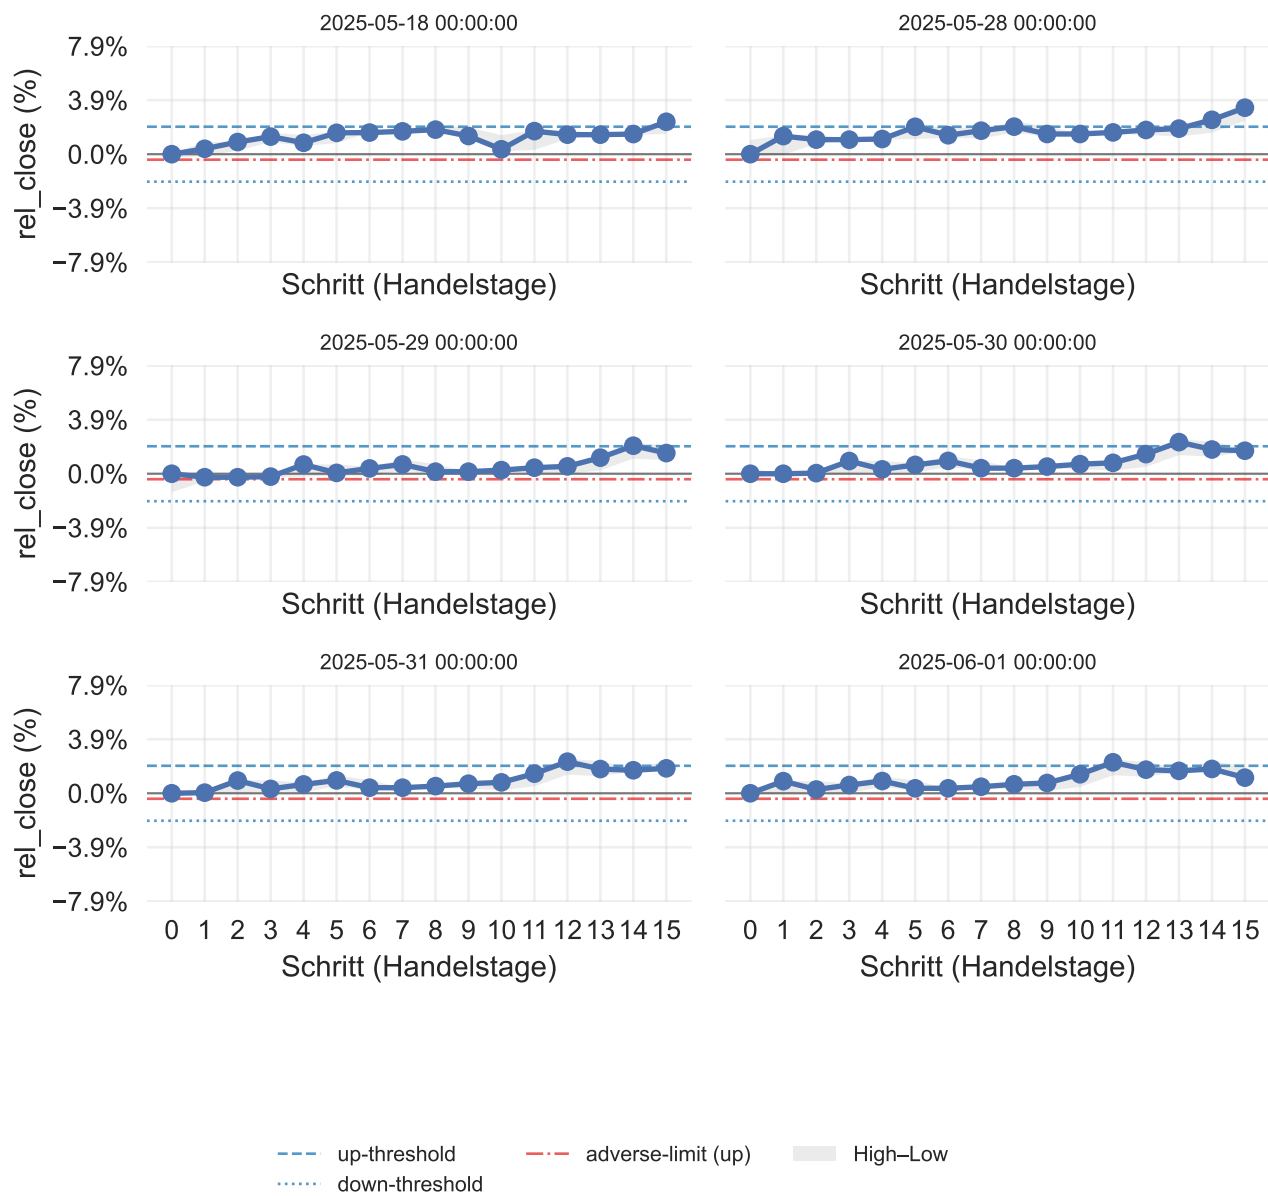 2025-05-18 00:00:00
2025-05-28 00:00:00
7.9%
3.9%
0.0%
−3.9%
−7.9%
rel_close (%)
Schritt (Handelstage)
Schritt (Handelstage)
2025-05-29 00:00:00
2025-05-30 00:00:00
7.9%
3.9%
0.0%
−3.9%
−7.9%
rel_close (%)
Schritt (Handelstage)
Schritt (Handelstage)
2025-05-31 00:00:00
2025-06-01 00:00:00
7.9%
3.9%
0.0%
−3.9%
−7.9%
rel_close (%)
0 1 2 3 4 5 6 7 8 9 10 11 12 13 14 15
0 1 2 3 4 5 6 7 8 9 10 11 12 13 14 15
Schritt (Handelstage)
Schritt (Handelstage)
up-threshold
adverse-limit (up)
High–Low
down-threshold